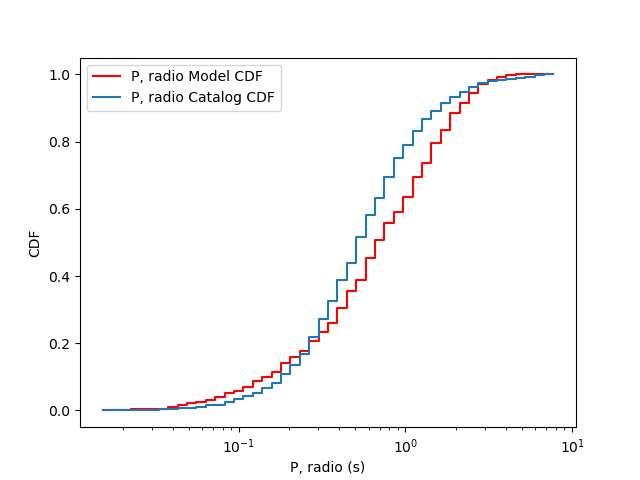 P, radio Model CDF
P, radio Catalog CDF
CDF
1.0
0.8
0.6
0.4
0.2
0.0
10⁻¹
10⁰
10¹
P, radio (s)